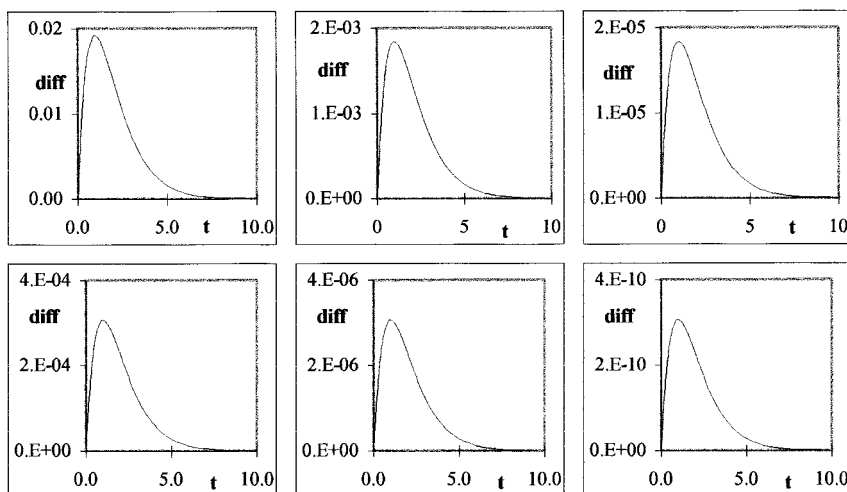 0.02
diff
0.01
0.00
0.0 5.0 t 10.0
2.E-03
diff
1.E-03
0.E+00
0 5 t 10
2.E-05
diff
1.E-05
0.E+00
0 5 t 10
4.E-04
diff
2.E-04
0.E+00
0.0 5.0 t 10.0
4.E-06
diff
2.E-06
0.E+00
0.0 5.0 t 10.0
4.E-10
diff
2.E-10
0.E+00
0.0 5.0 t 10.0